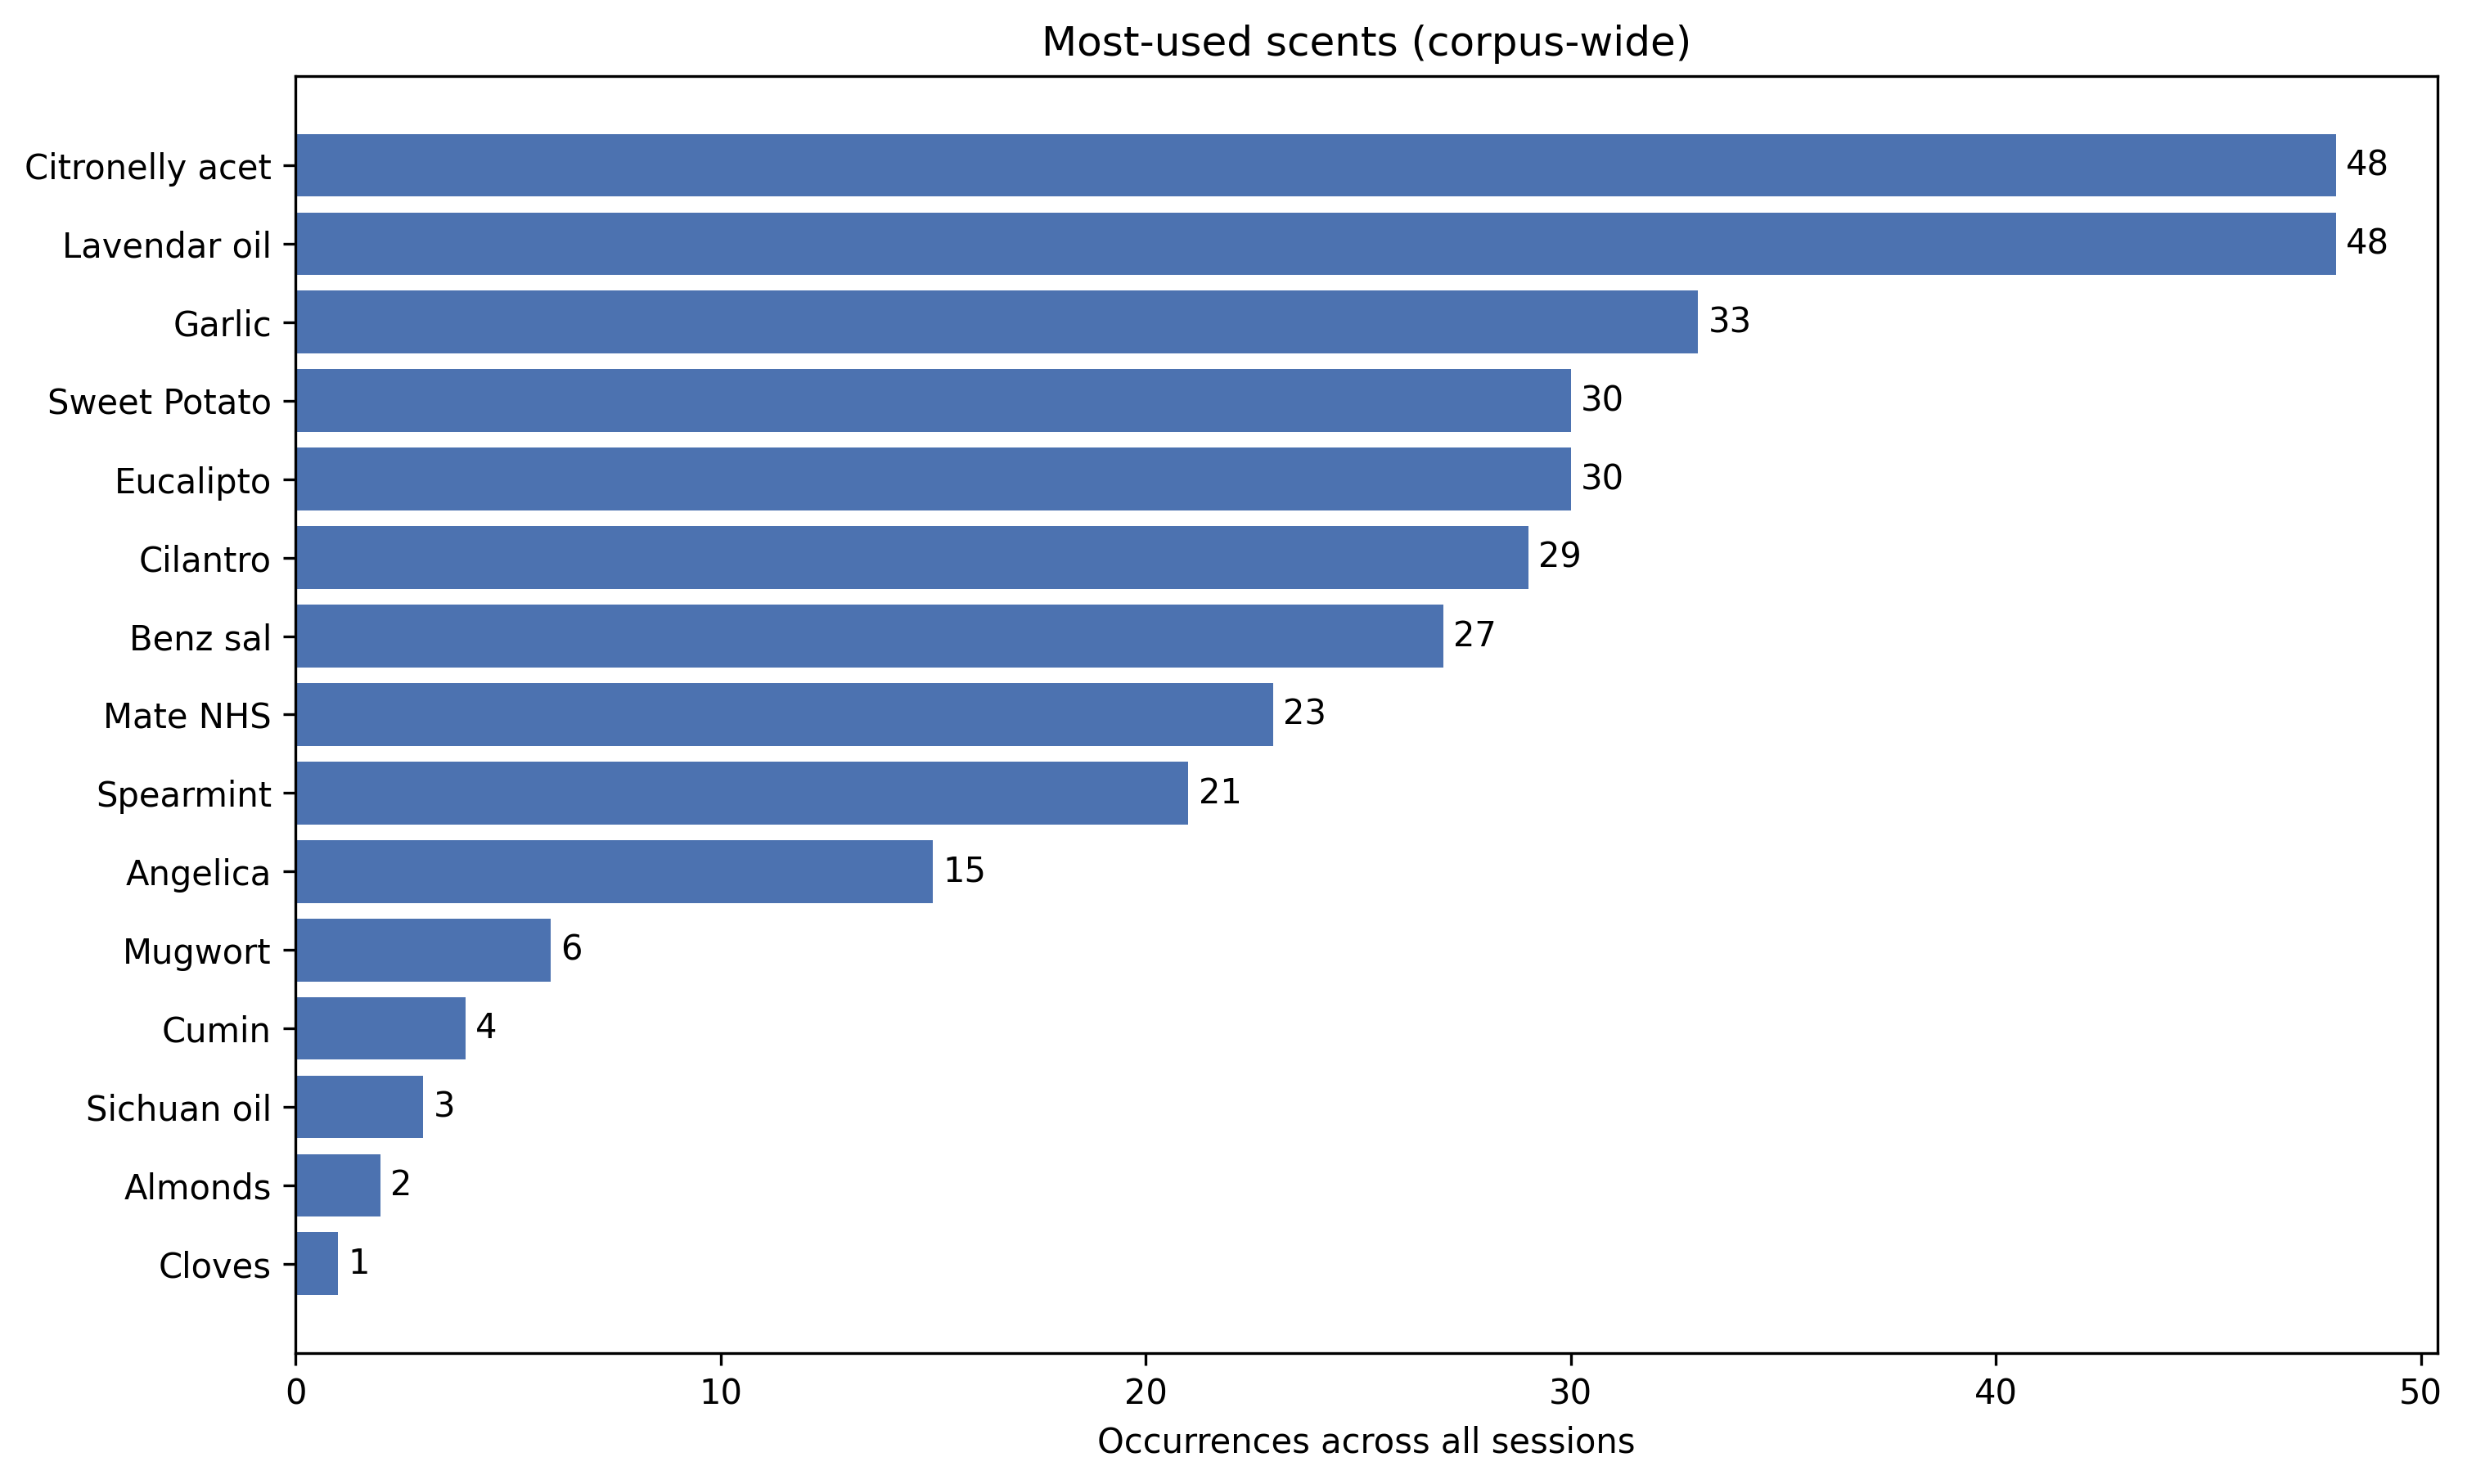 Most-used scents (corpus-wide)
Citronelly acet 48
Lavendar oil 48
Garlic 33
Sweet Potato 30
Eucalipto 30
Cilantro 29
Benz sal 27
Mate NHS 23
Spearmint 21
Angelica 15
Mugwort 6
Cumin 4
Sichuan oil 3
Almonds 2
Cloves 1
0 10 20 30 40 50
Occurrences across all sessions